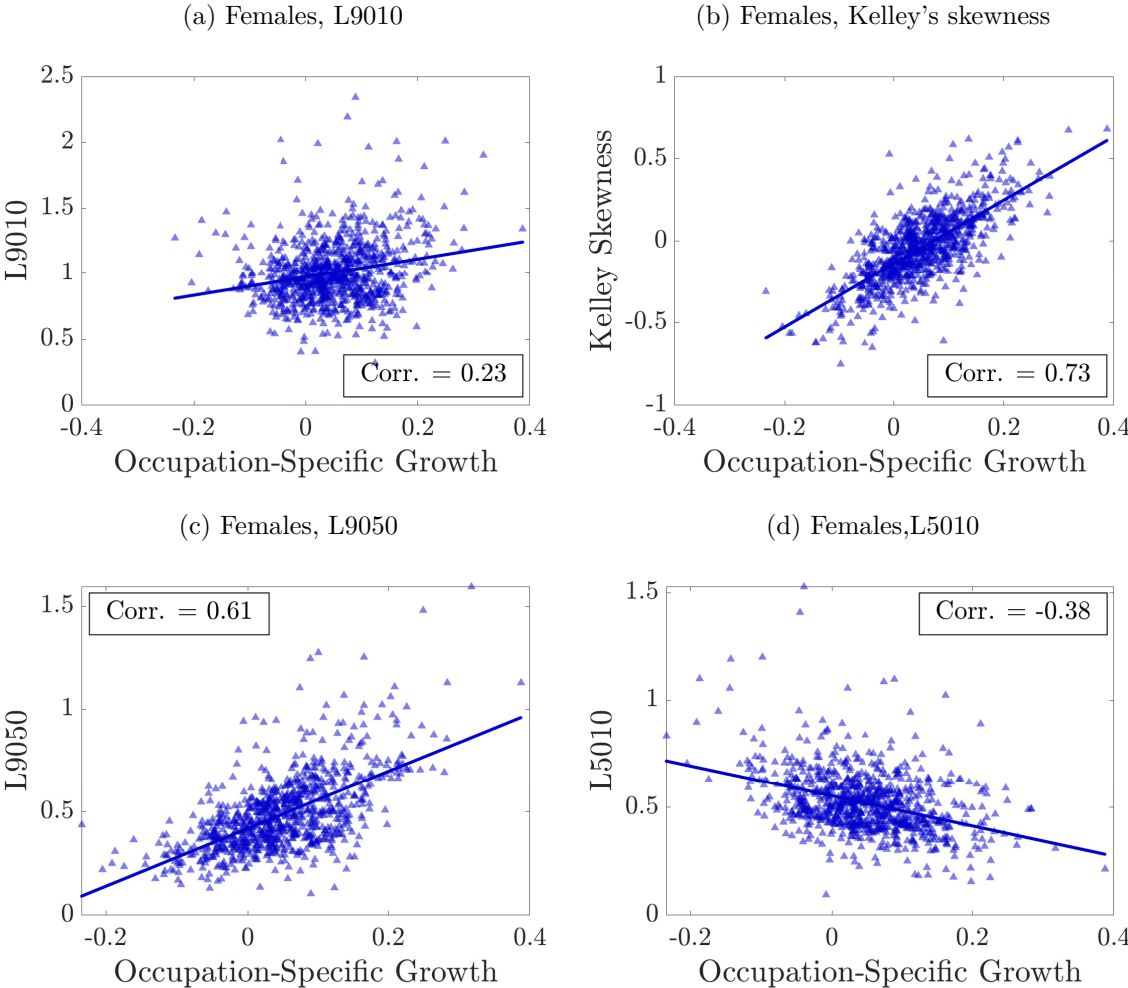 (a) Females, L9010
2.5
2
1.5
1
0.5
0
L9010
-0.4 -0.2 0 0.2 0.4
Occupation-Specific Growth
Corr. = 0.23
(b) Females, Kelley's skewness
1
0.5
0
-0.5
-1
Kelley Skewness
-0.4 -0.2 0 0.2 0.4
Occupation-Specific Growth
Corr. = 0.73
(c) Females, L9050
1.5
1
0.5
0
L9050
-0.2 0 0.2 0.4
Occupation-Specific Growth
Corr. = 0.61
(d) Females,L5010
1.5
1
0.5
0
L5010
-0.2 0 0.2 0.4
Occupation-Specific Growth
Corr. = -0.38